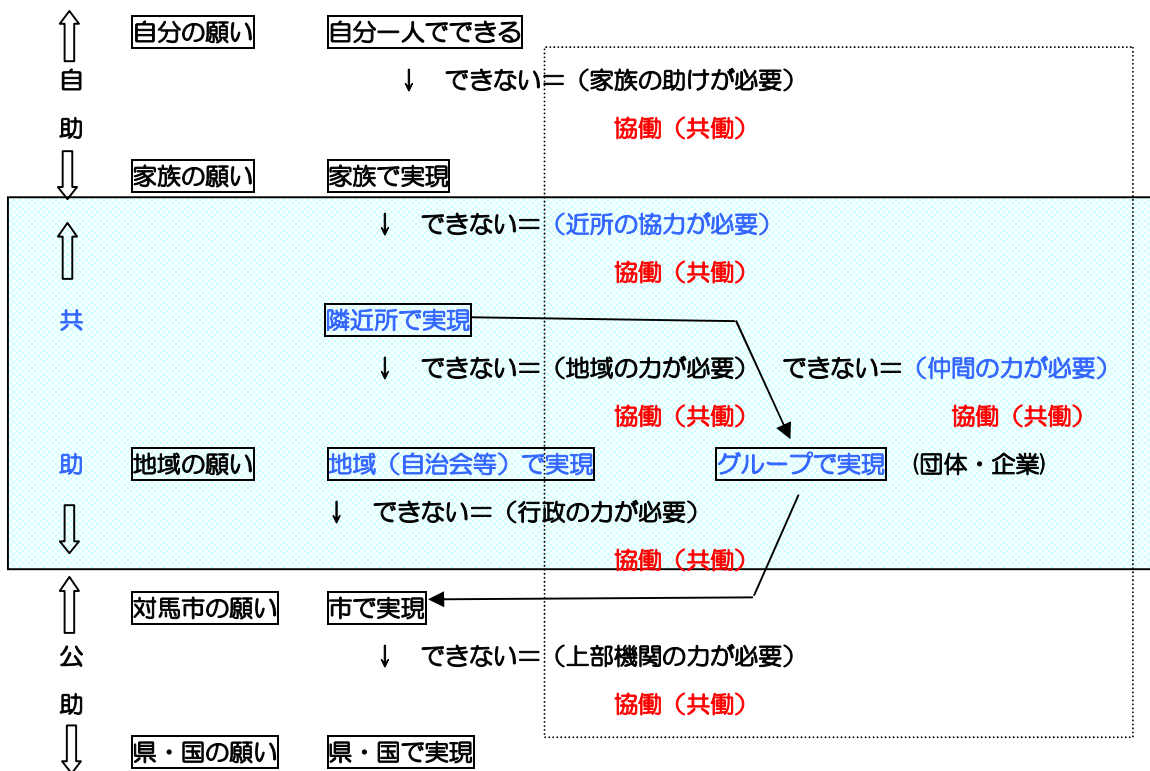 自分の願い 自分一人でできる
自 ↓ できない＝（家族の助けが必要）
助 協働（共働）
家族の願い 家族で実現
↓ できない＝（近所の協力が必要）
協働（共働）
共 隣近所で実現
↓ できない＝（地域の力が必要） できない＝（仲間の力が必要）
協働（共働） 協働（共働）
助 地域の願い 地域（自治会等）で実現 グループで実現 (団体・企業)
↓ できない＝（行政の力が必要）
協働（共働）
対馬市の願い 市で実現
公 ↓ できない＝（上部機関の力が必要）
助 協働（共働）
県・国の願い 県・国で実現